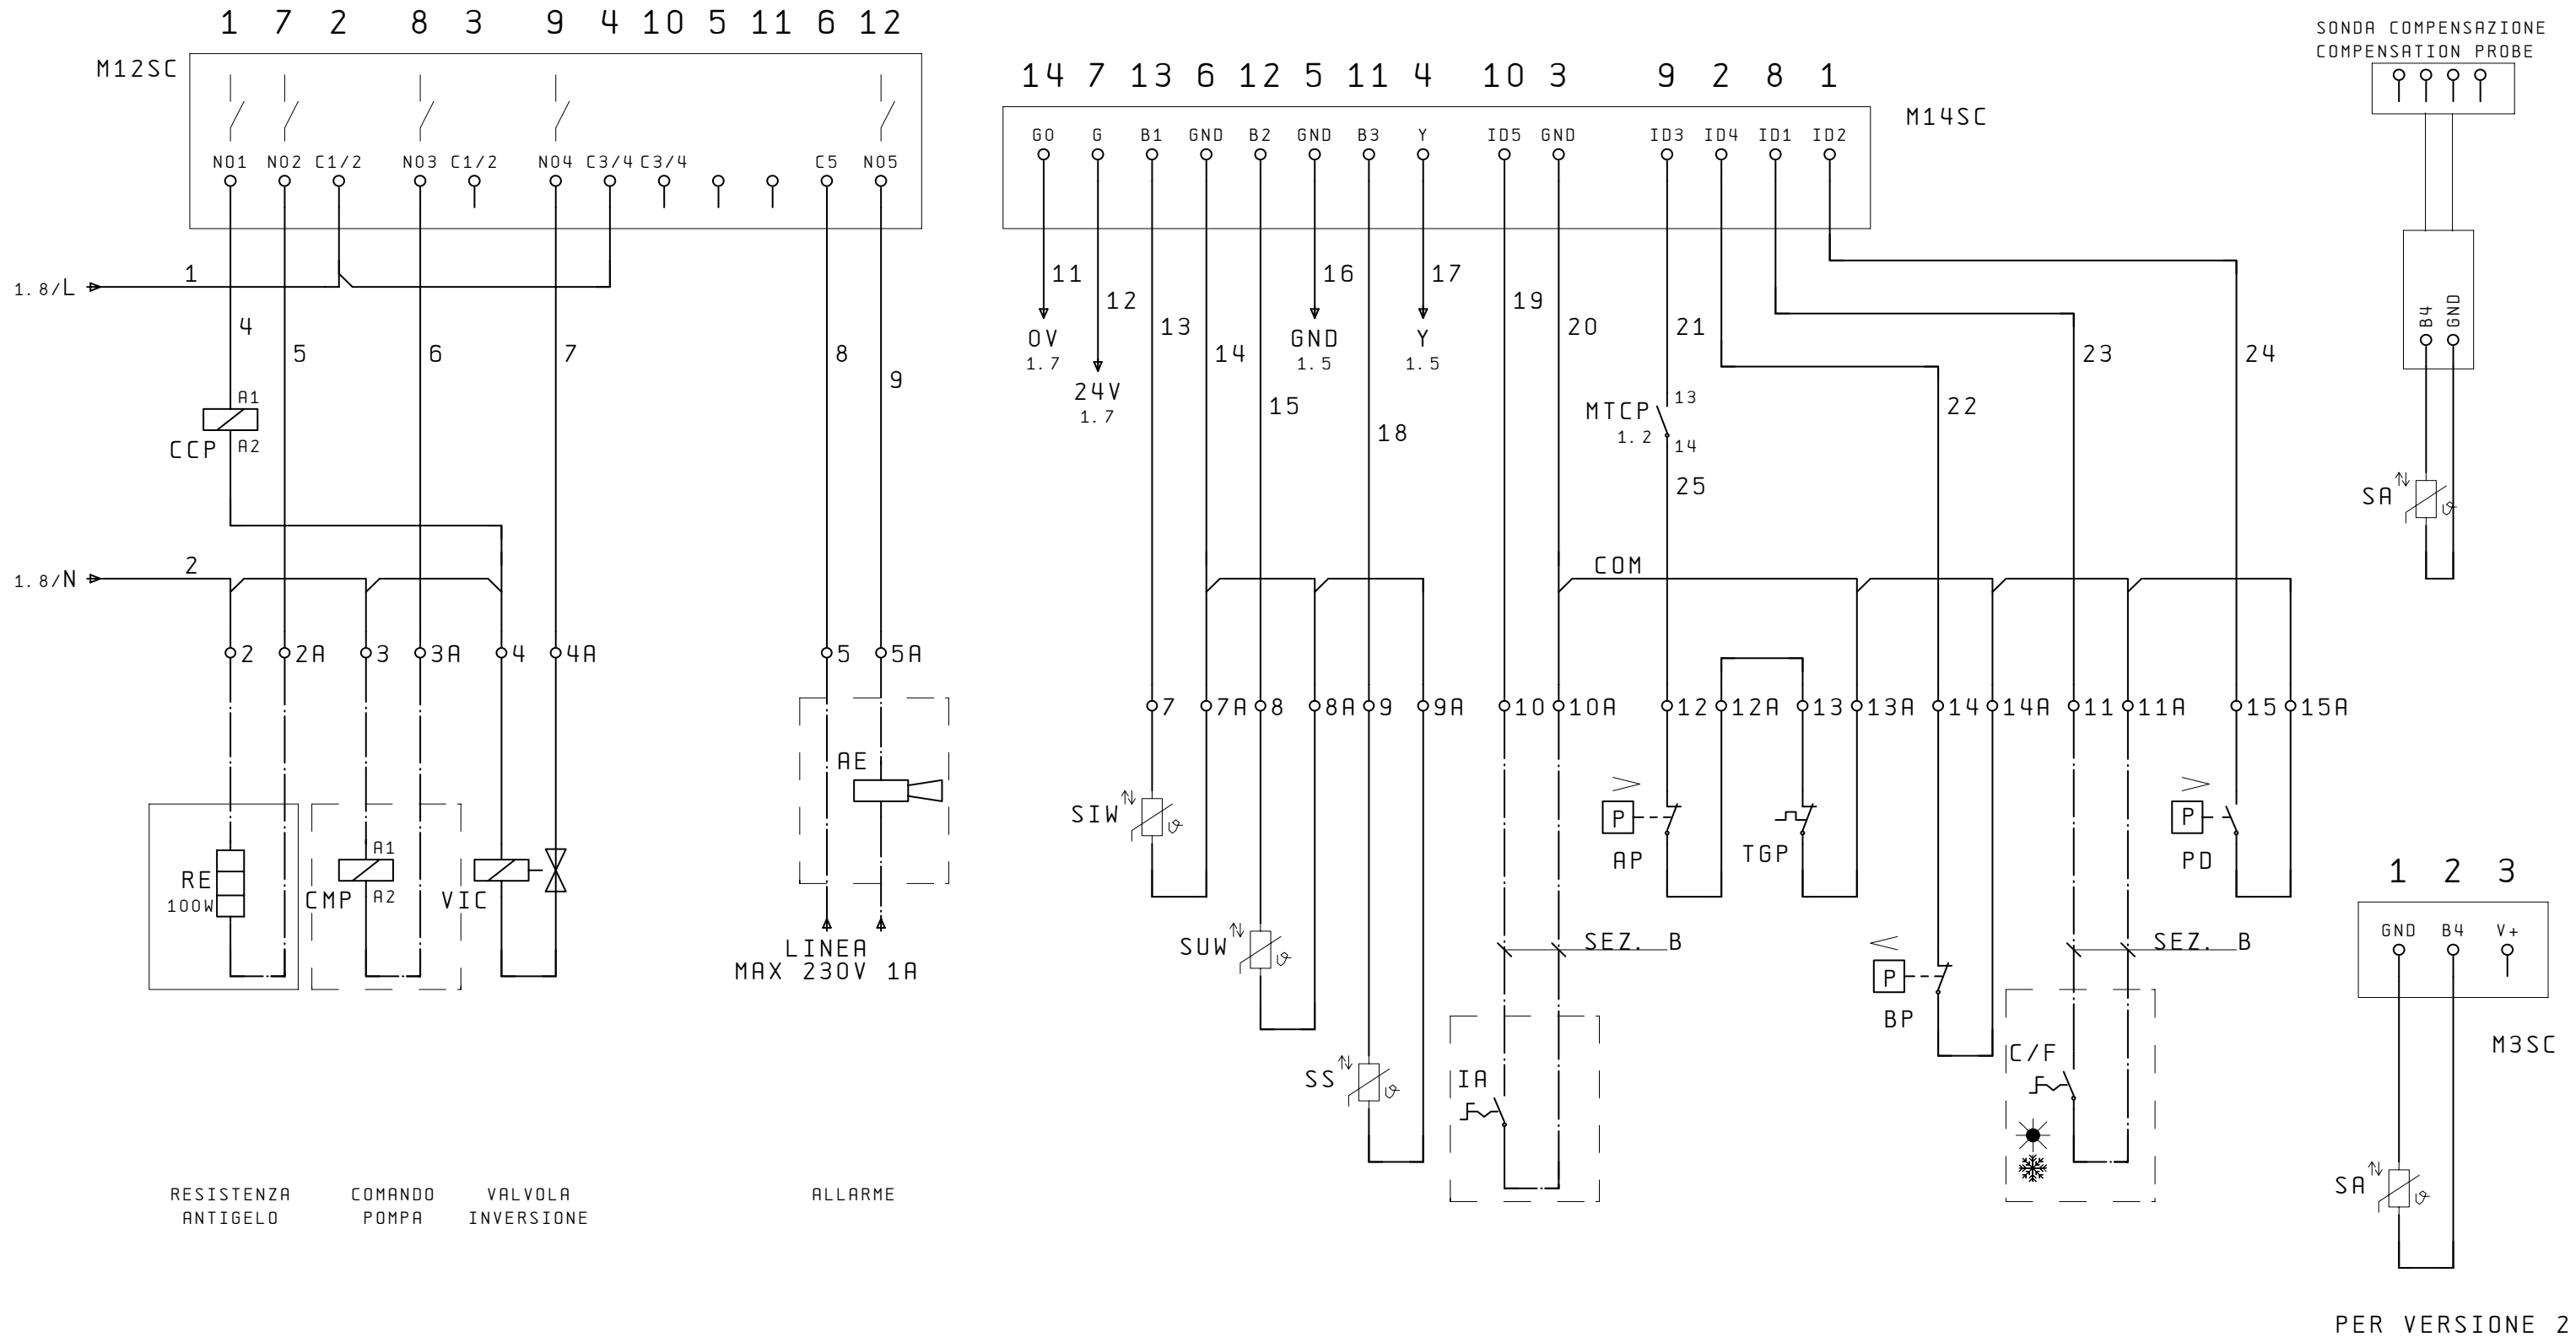 1 7 2 8 3 9 4 10 5 11 6 12
M12SC
NO1 NO2 C1/2 NO3 C1/2 NO4 C3/4 C3/4 C5 NO5
1.8/L 1
4 5 6 7 8 9
A1
CCP A2
1.8/N 2
2 2A 3 3A 4 4A 5 5A
AE
RE
100W
A1
CMP A2
VIC
LINEA
MAX 230V 1A
RESISTENZA
ANTIGELO
COMANDO
POMPA
VALVOLA
INVERSIONE
ALLARME
14 7 13 6 12 5 11 4 10 3 9 2 8 1
M14SC
G0 G B1 GND B2 GND B3 Y ID5 GND ID3 ID4 ID1 ID2
11 12 13 14 15 16 17 18 19 20 21 22 23 24
0V
1.7
24V
1.7
GND
1.5
Y
1.5
13
MTCP
1.2
14
25
COM
7 7A 8 8A 9 9A 10 10A 12 12A 13 13A 14 14A 11 11A 15 15A
SIW ϑ
SUW ϑ
SS ϑ
>
P
AP
TGP
>
P
PD
SEZ. B
SEZ. B
<
P
BP
IA
C/F
SONDA COMPENSAZIONE
COMPENSATION PROBE
B4 GND
SA ϑ
1 2 3
GND B4 V+
M3SC
SA ϑ
PER VERSIONE 2